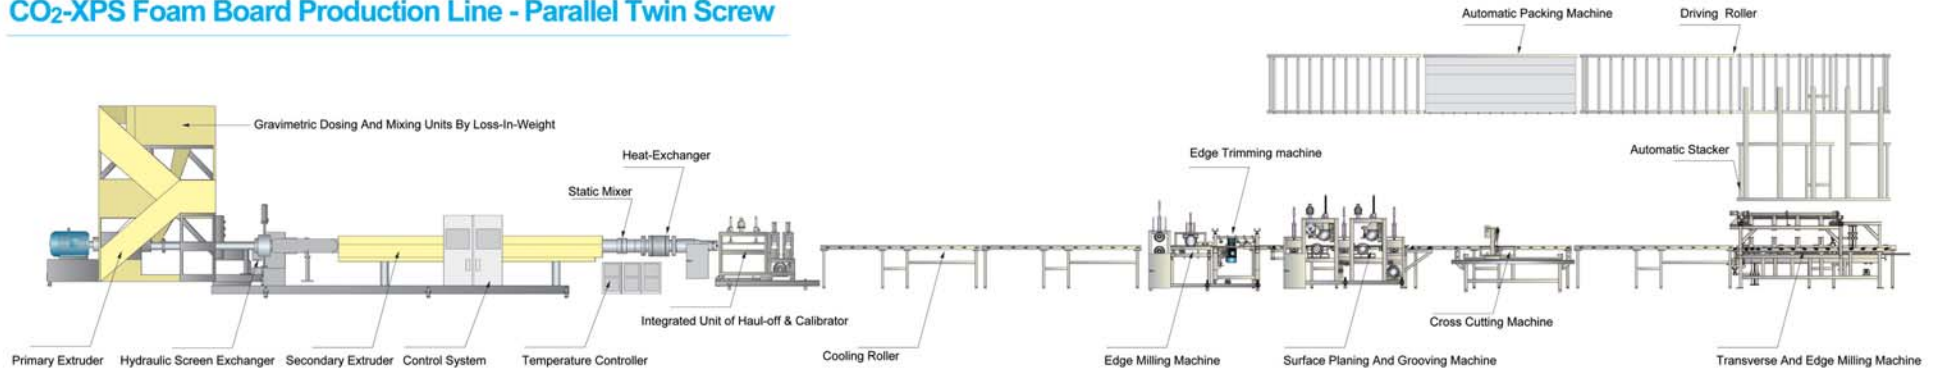 CO2-XPS Foam Board Production Line - Parallel Twin Screw
Automatic Packing Machine
Driving Roller
Gravimetric Dosing And Mixing Units By Loss-In-Weight
Heat-Exchanger
Edge Trimming machine
Automatic Stacker
Static Mixer
Integrated Unit of Haul-off & Calibrator
Cross Cutting Machine
Primary Extruder
Hydraulic Screen Exchanger
Secondary Extruder
Control System
Temperature Controller
Cooling Roller
Edge Milling Machine
Surface Planing And Grooving Machine
Transverse And Edge Milling Machine